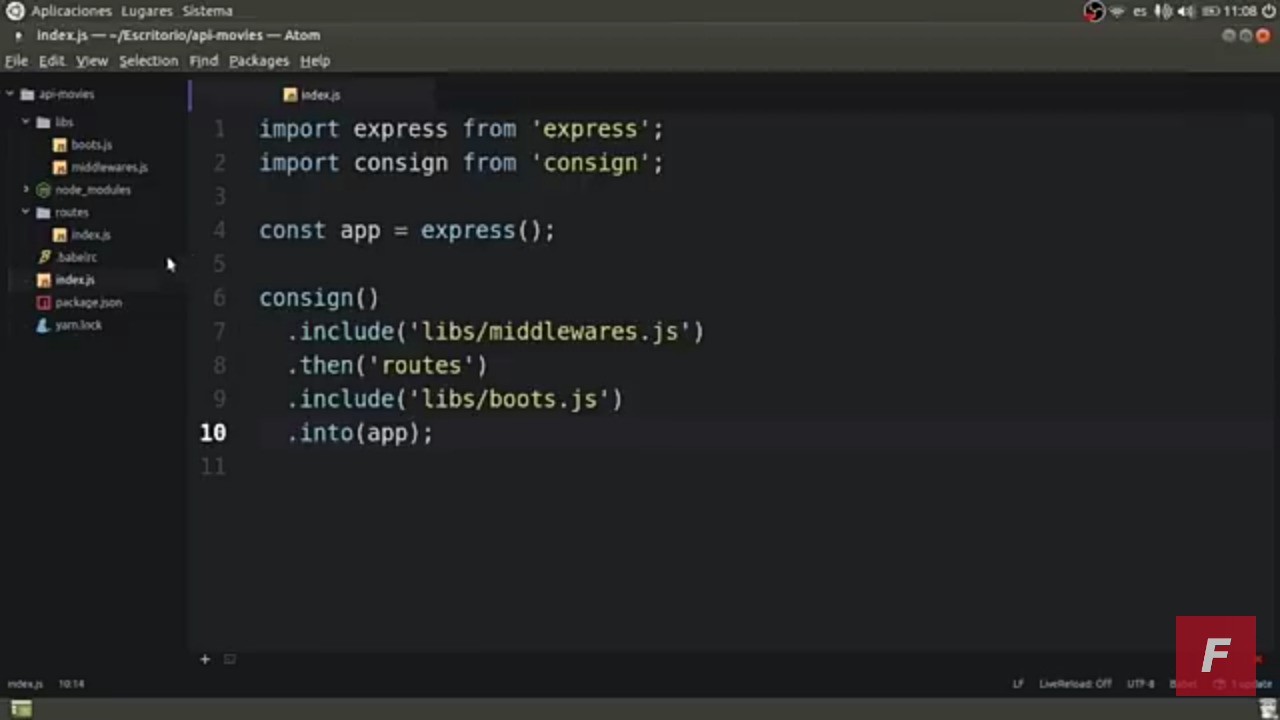 Aplicaciones Lugares Sistema
es 11:08
index.js — ~/Escritorio/api-movies — Atom
File Edit View Selection Find Packages Help
api-movies
libs
boots.js
middlewares.js
node_modules
routes
index.js
.babelrc
index.js
package.json
yarn.lock
index.js
1 import express from 'express';
2 import consign from 'consign';
3
4 const app = express();
5
6 consign()
7 .include('libs/middlewares.js')
8 .then('routes')
9 .include('libs/boots.js')
10 .into(app);
11
F
index.js 10:14
LF LiveReload: Off UTF-8 Babel 1 update